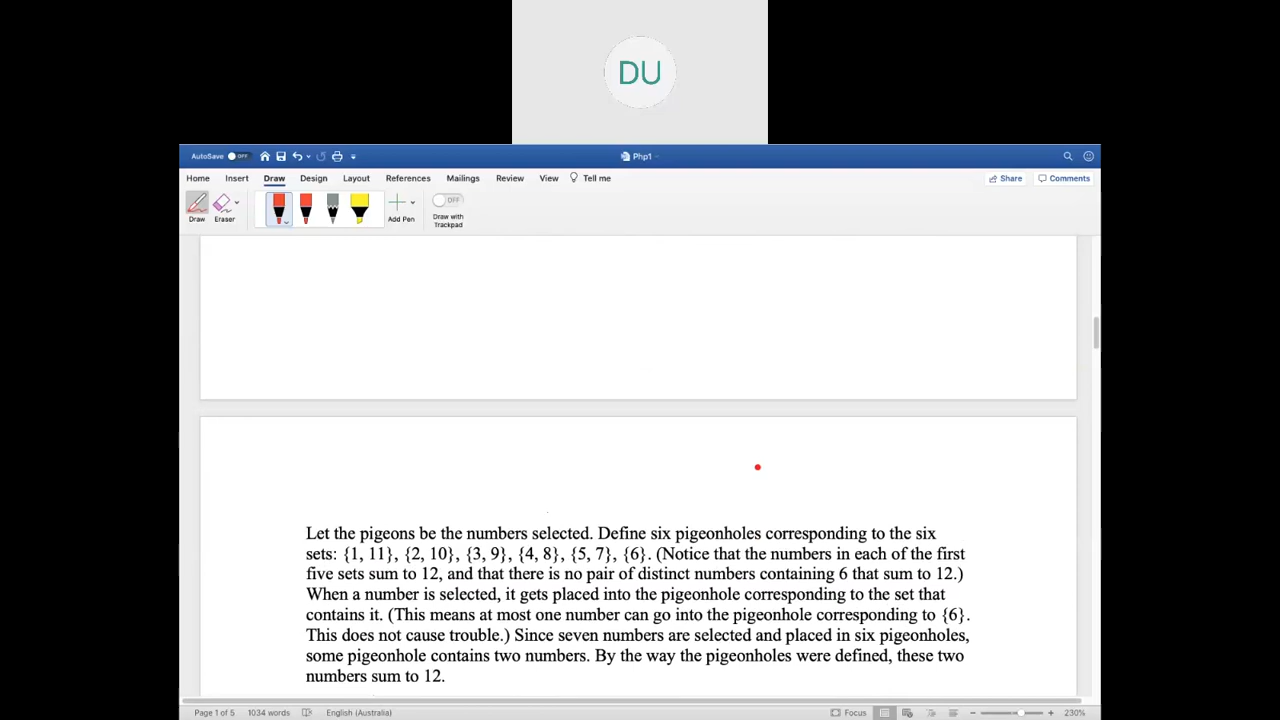 DU
AutoSave OFF
Php1
Home Insert Draw Design Layout References Mailings Review View Tell me Share Comments
Draw Eraser Add Pen OFF Draw with
Trackpad
Let the pigeons be the numbers selected. Define six pigeonholes corresponding to the six
sets: {1, 11}, {2, 10}, {3, 9}, {4, 8}, {5, 7}, {6}. (Notice that the numbers in each of the first
five sets sum to 12, and that there is no pair of distinct numbers containing 6 that sum to 12.)
When a number is selected, it gets placed into the pigeonhole corresponding to the set that
contains it. (This means at most one number can go into the pigeonhole corresponding to {6}.
This does not cause trouble.) Since seven numbers are selected and placed in six pigeonholes,
some pigeonhole contains two numbers. By the way the pigeonholes were defined, these two
numbers sum to 12.
Page 1 of 5 1034 words English (Australia) Focus 230%